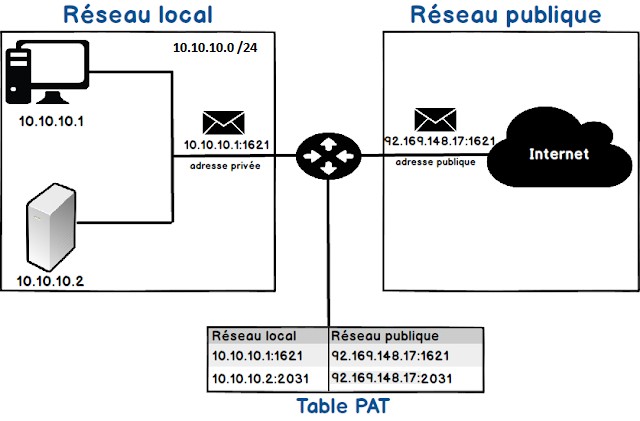 Réseau local
Réseau publique
10.10.10.0 /24
10.10.10.1
10.10.10.1:1621
adresse privée
92.169.148.17:1621
adresse publique
Internet
10.10.10.2
Réseau local Réseau publique
10.10.10.1:1621 92.169.148.17:1621
10.10.10.2:2031 92.169.148.17:2031
Table PAT